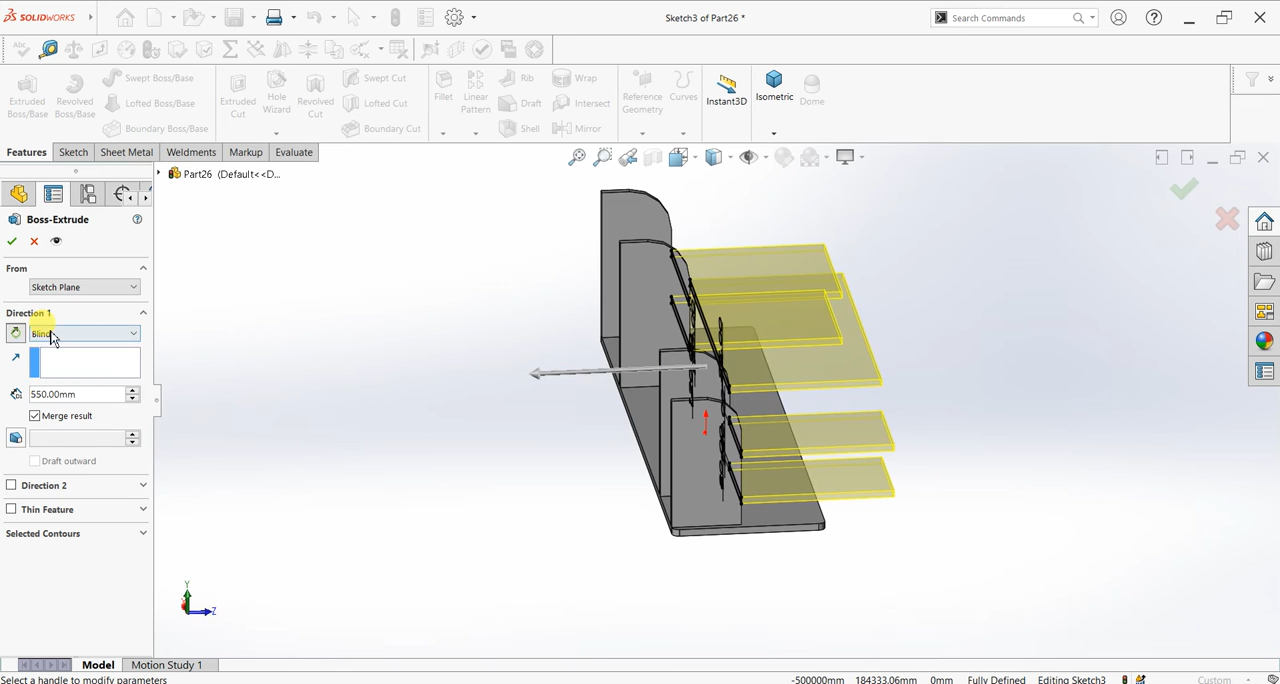 SOLIDWORKS
Sketch3 of Part26 *
Search Commands
Extruded Boss/Base
Revolved Boss/Base
Swept Boss/Base
Lofted Boss/Base
Boundary Boss/Base
Extruded Cut
Hole Wizard
Revolved Cut
Swept Cut
Lofted Cut
Boundary Cut
Fillet
Linear Pattern
Rib
Draft
Shell
Wrap
Intersect
Mirror
Reference Geometry
Curves
Instant3D
Isometric
Dome
Features
Sketch
Sheet Metal
Weldments
Markup
Evaluate
Part26 (Default<<D...
Boss-Extrude
From
Sketch Plane
Direction 1
Blind
550.00mm
Merge result
Draft outward
Direction 2
Thin Feature
Selected Contours
Y
Z
Model
Motion Study 1
Select a handle to modify parameters
-500000mm 184333.06mm 0mm Fully Defined Editing Sketch3 Custom